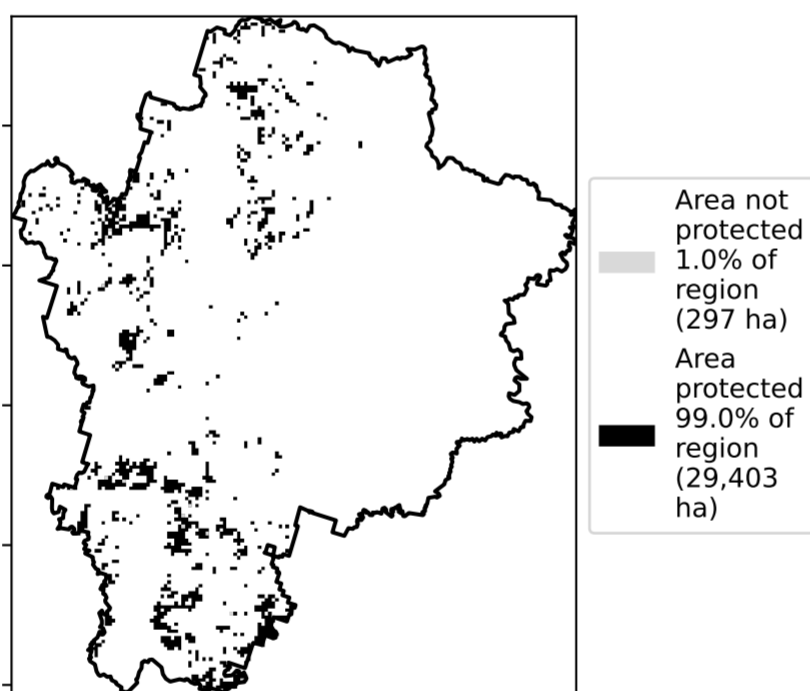 Area not
protected
1.0% of
region
(297 ha)
Area
protected
99.0% of
region
(29,403
ha)